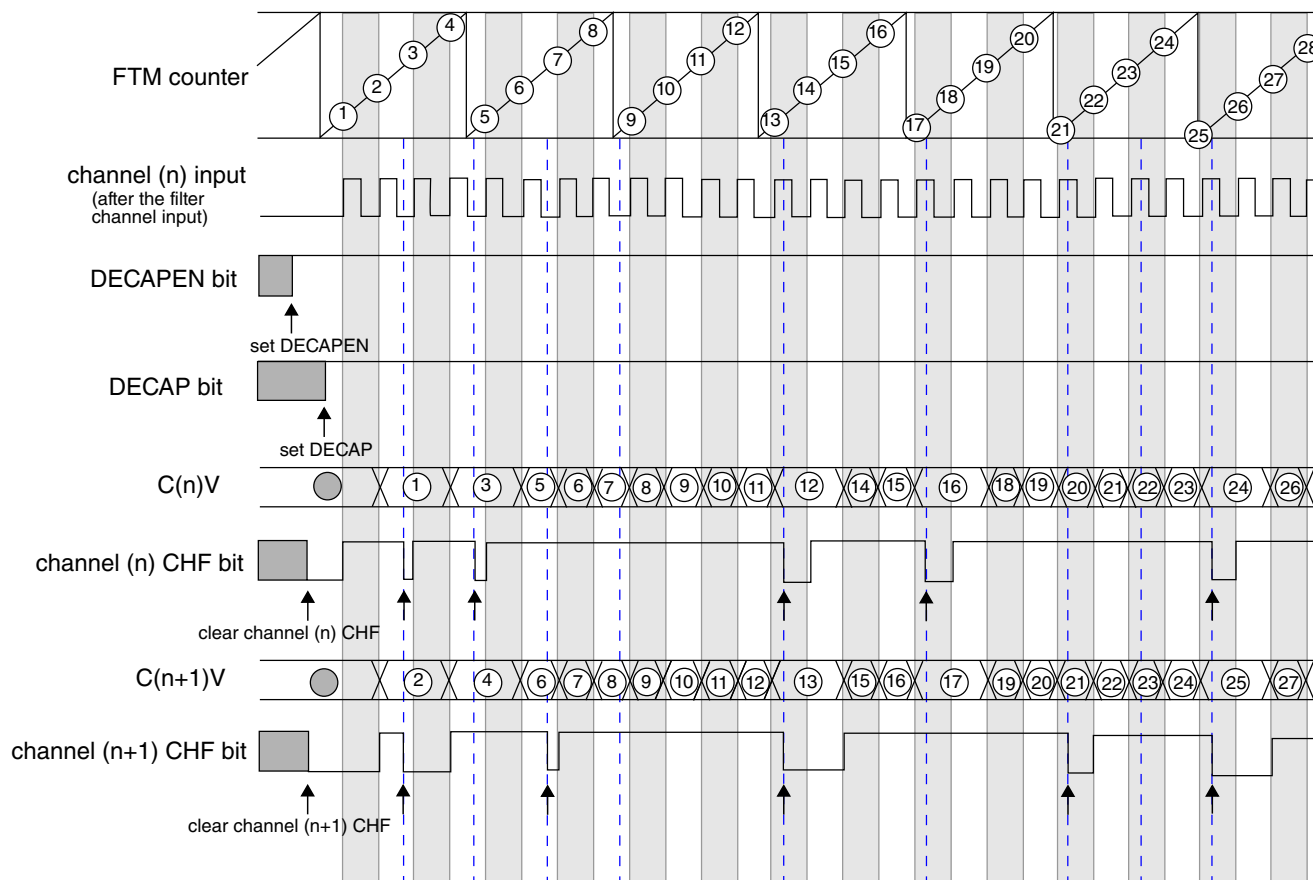 FTM counter
1 2 3 4 5 6 7 8 9 10 11 12 13 14 15 16 17 18 19 20 21 22 23 24 25 26 27 28
channel (n) input
(after the filter
channel input)
DECAPEN bit
set DECAPEN
DECAP bit
set DECAP
C(n)V
1 3 5 6 7 8 9 10 11 12 14 15 16 18 19 20 21 22 23 24 26
channel (n) CHF bit
clear channel (n) CHF
C(n+1)V
2 4 6 7 8 9 10 11 12 13 15 16 17 19 20 21 22 23 24 25 27
channel (n+1) CHF bit
clear channel (n+1) CHF